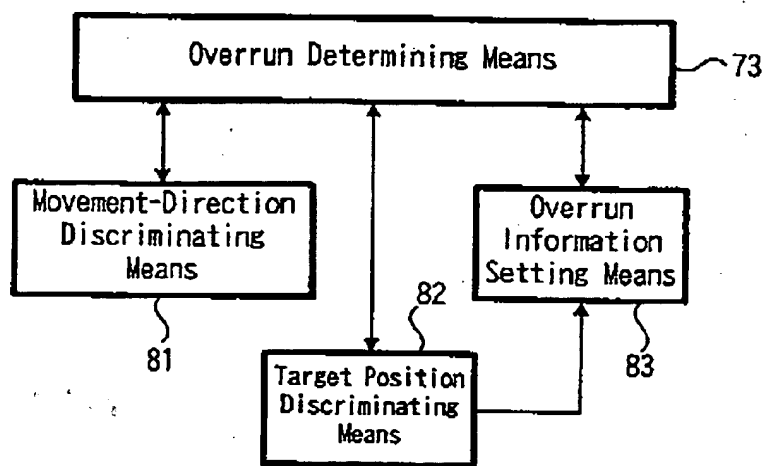 Overrun Determining Means
73
Movement-Direction
Discriminating
Means
81
Overrun
Information
Setting Means
83
82
Target Position
Discriminating
Means